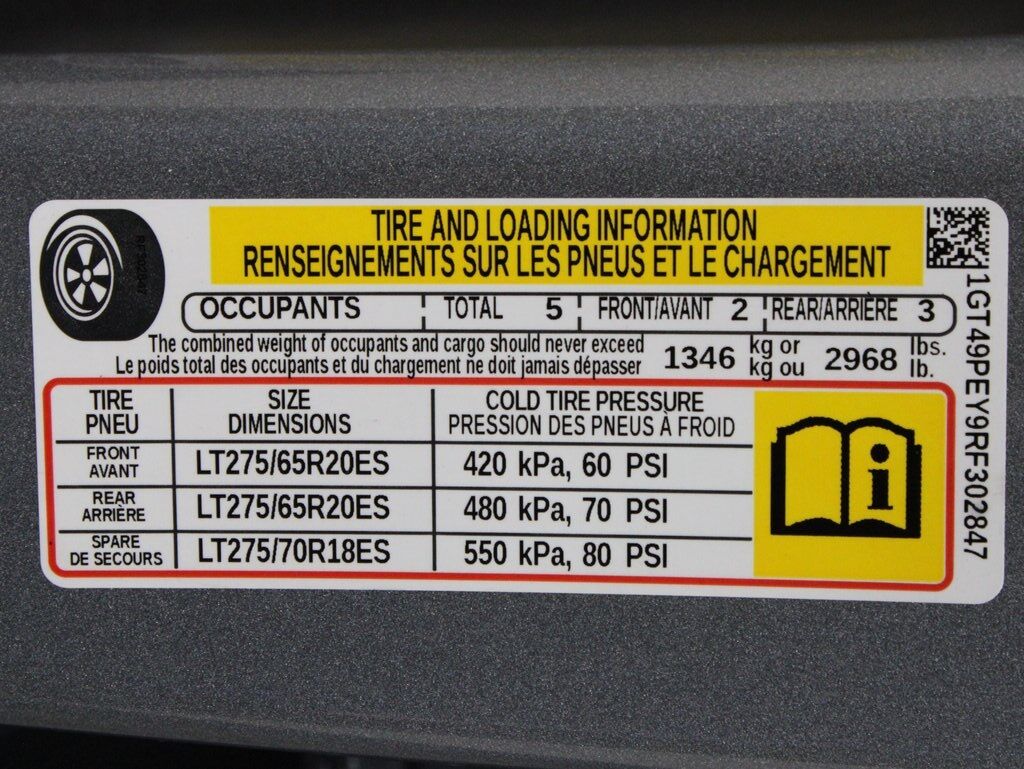 TIRE AND LOADING INFORMATION
RENSEIGNEMENTS SUR LES PNEUS ET LE CHARGEMENT
OCCUPANTS TOTAL 5 FRONT/AVANT 2 REAR/ARRIÈRE 3
The combined weight of occupants and cargo should never exceed 1346 kg or 2968 lbs.
Le poids total des occupants et du chargement ne doit jamais dépasser kg ou lb.
TIRE SIZE COLD TIRE PRESSURE
PNEU DIMENSIONS PRESSION DES PNEUS À FROID
FRONT
AVANT LT275/65R20ES 420 kPa, 60 PSI
REAR
ARRIÈRE LT275/65R20ES 480 kPa, 70 PSI
SPARE
DE SECOURS LT275/70R18ES 550 kPa, 80 PSI
i
1GT49PEY9RF302847